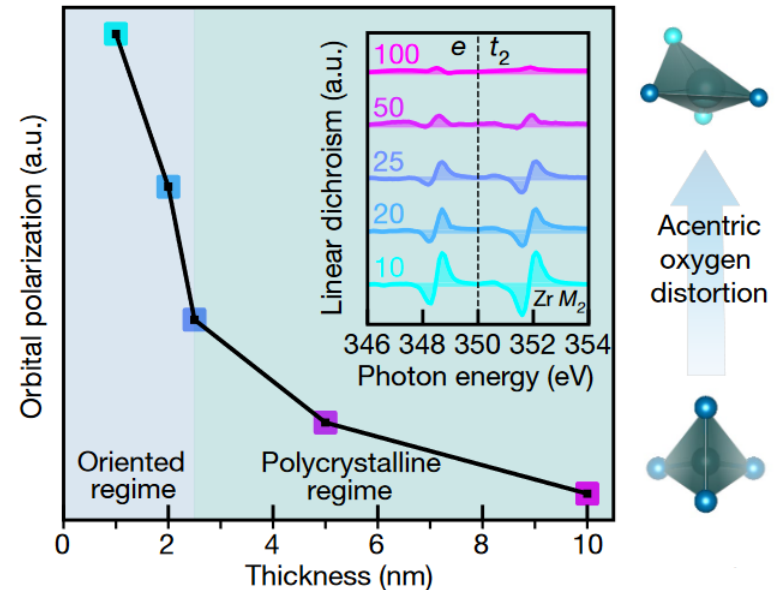 Orbital polarization (a.u.)
Linear dichroism (a.u.)
e t₂
100
50
25
20
10
Zr M₂
346 348 350 352 354
Photon energy (eV)
Oriented
regime
Polycrystalline
regime
0 2 4 6 8 10
Thickness (nm)
Acentric
oxygen
distortion